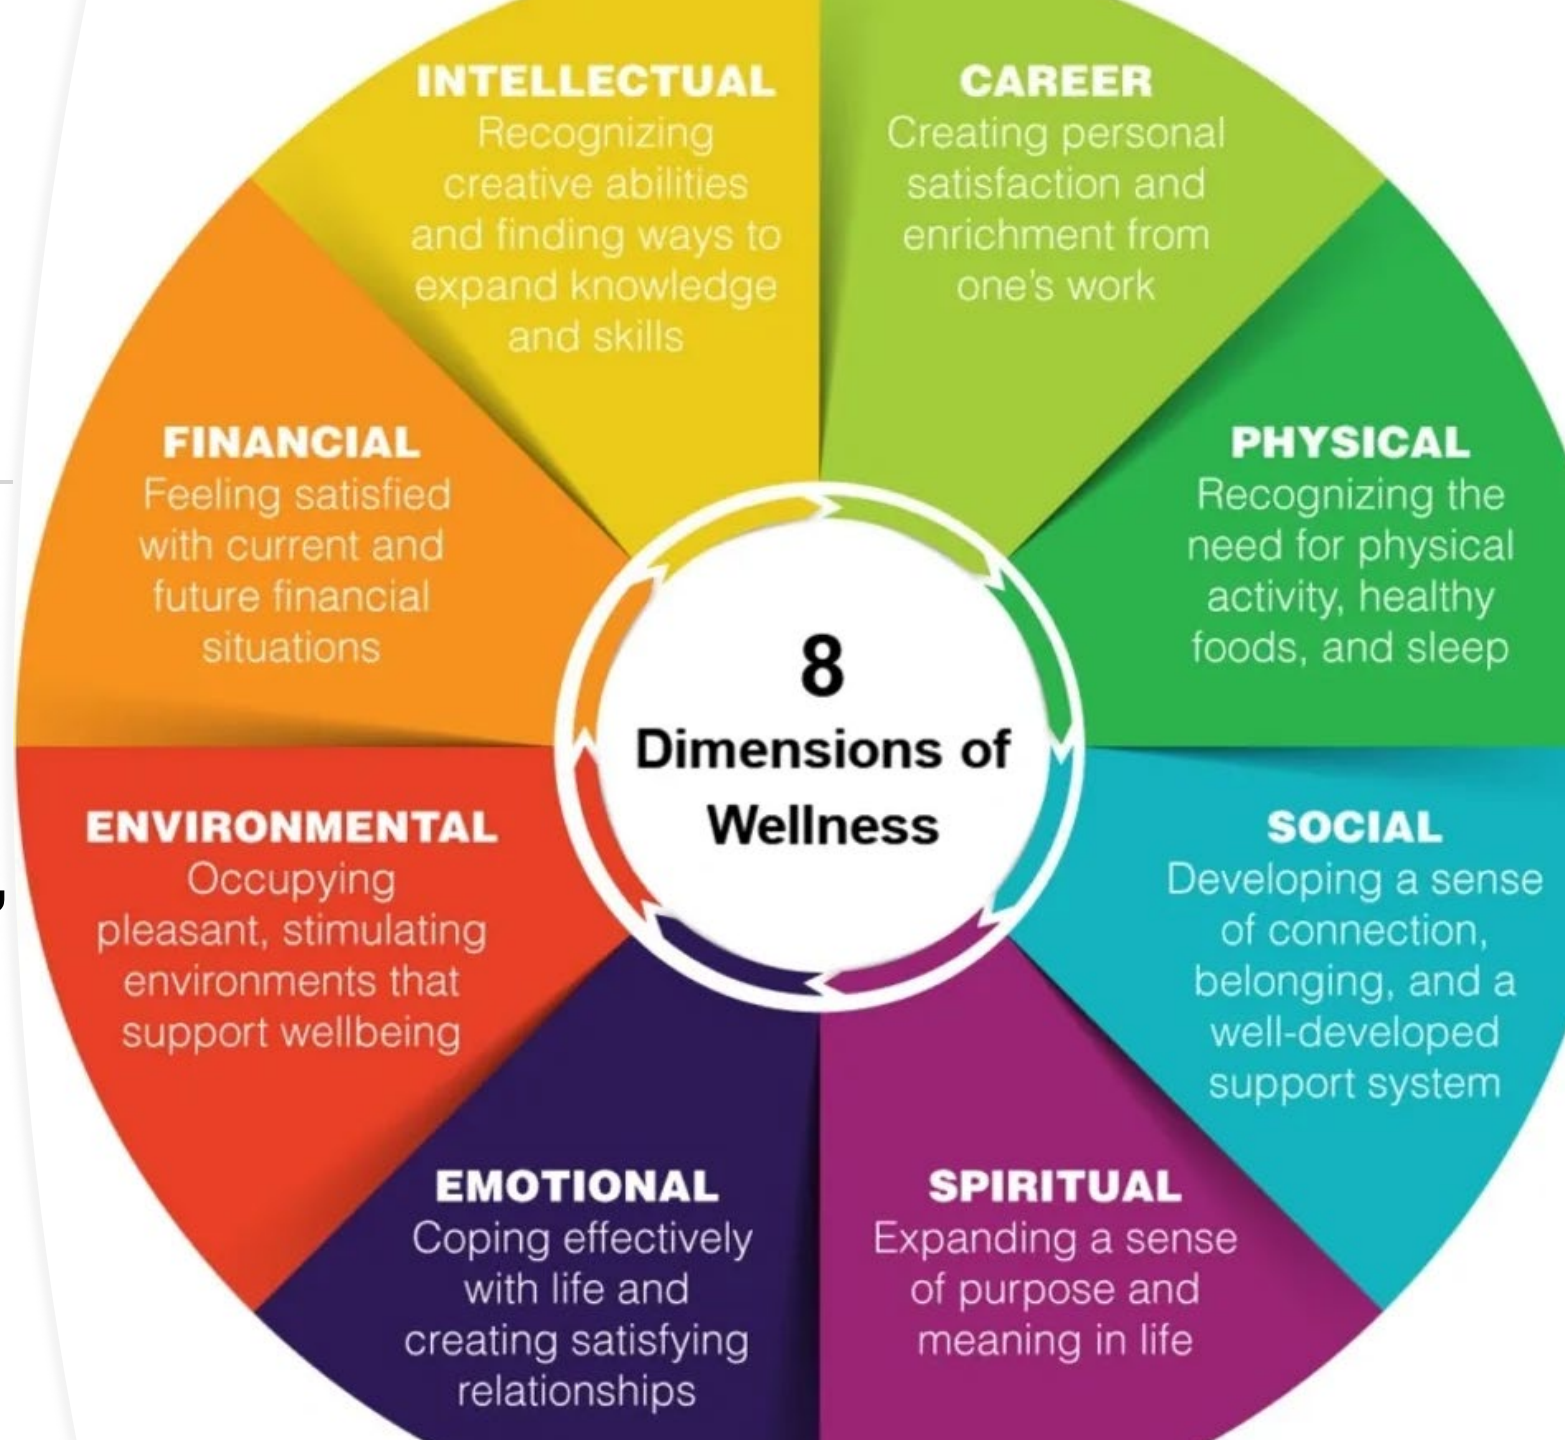 INTELLECTUAL
Recognizing
creative abilities
and finding ways to
expand knowledge
and skills
CAREER
Creating personal
satisfaction and
enrichment from
one's work
FINANCIAL
Feeling satisfied
with current and
future financial
situations
PHYSICAL
Recognizing the
need for physical
activity, healthy
foods, and sleep
8
Dimensions of
Wellness
ENVIRONMENTAL
Occupying
pleasant, stimulating
environments that
support wellbeing
SOCIAL
Developing a sense
of connection,
belonging, and a
well-developed
support system
EMOTIONAL
Coping effectively
with life and
creating satisfying
relationships
SPIRITUAL
Expanding a sense
of purpose and
meaning in life